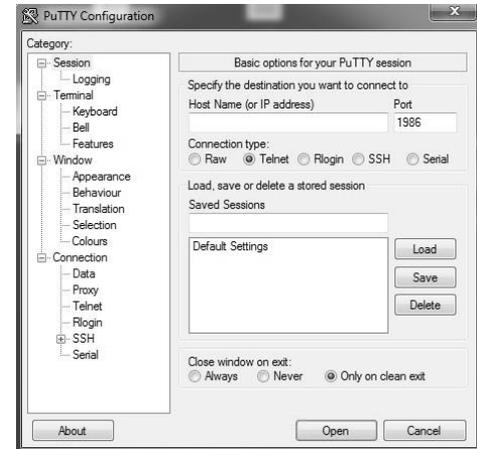 PuTTY Configuration
Category:
Session
Logging
Terminal
Keyboard
Bell
Features
Window
Appearance
Behaviour
Translation
Selection
Colours
Connection
Data
Proxy
Telnet
Rlogin
SSH
Serial
Basic options for your PuTTY session
Specify the destination you want to connect to
Host Name (or IP address) Port
1986
Connection type:
Raw Telnet Rlogin SSH Serial
Load, save or delete a stored session
Saved Sessions
Default Settings
Load
Save
Delete
Close window on exit:
Always Never Only on clean exit
About Open Cancel